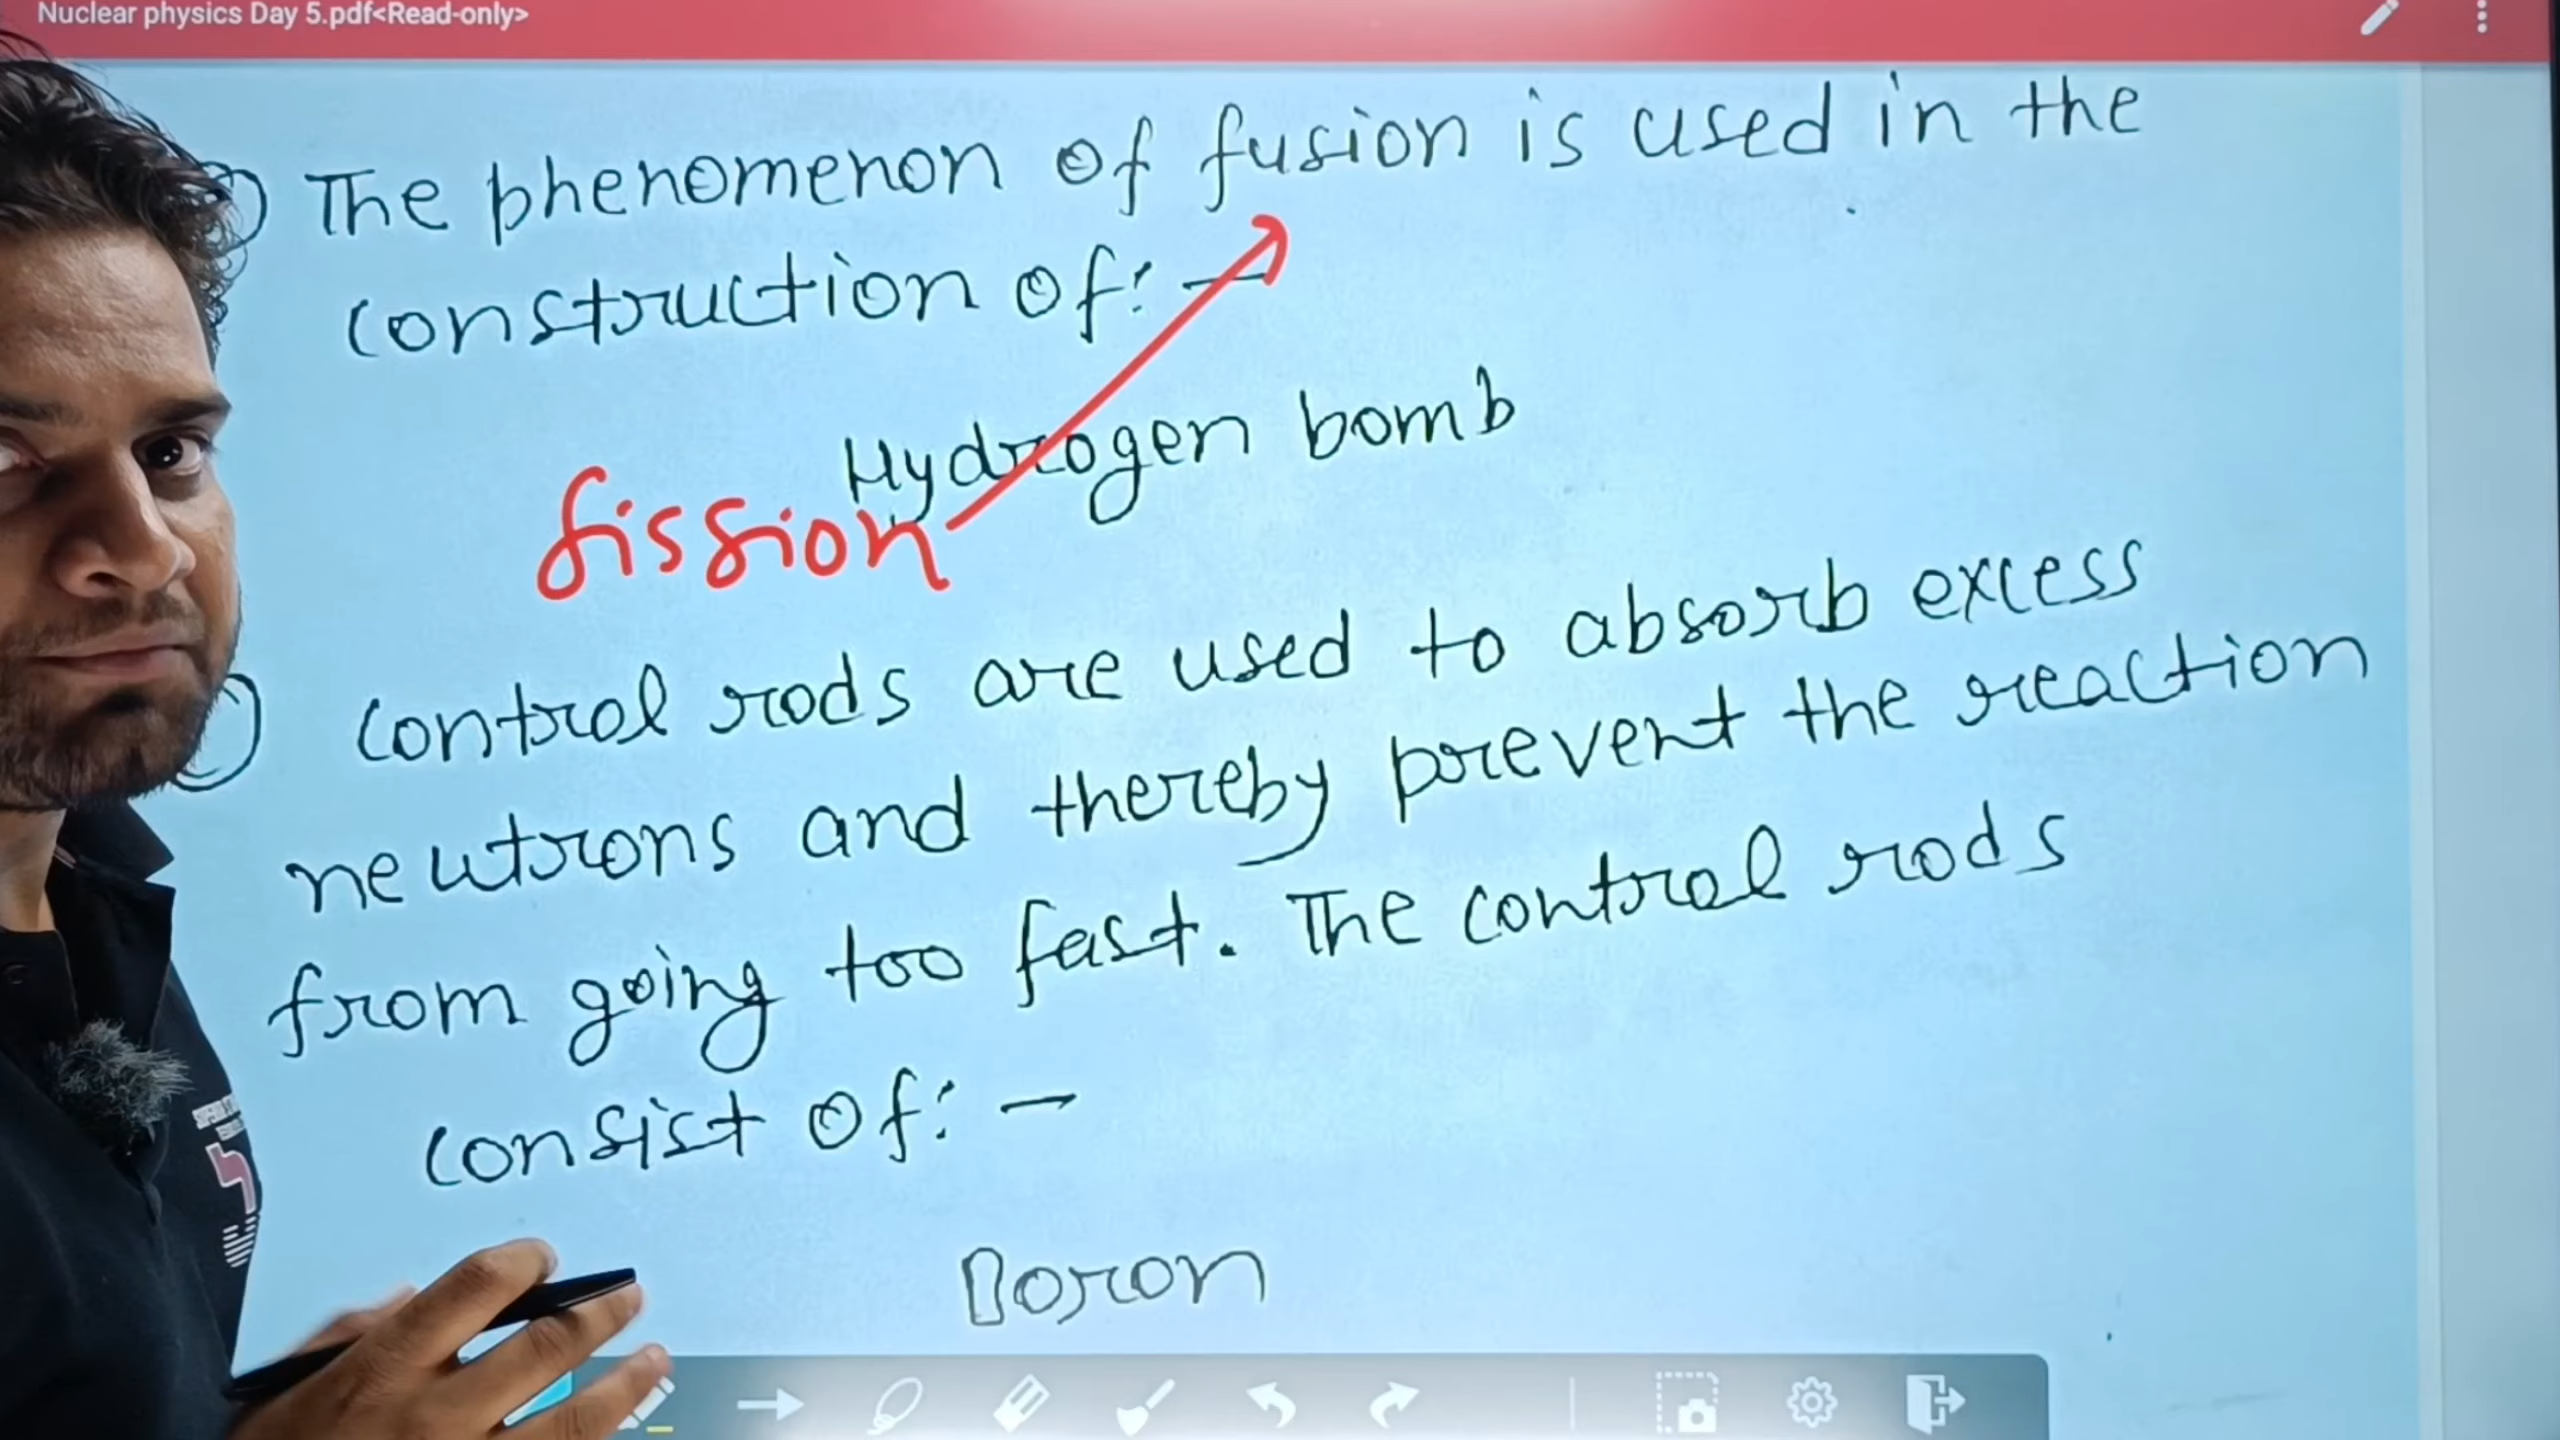 Nuclear physics Day 5.pdf<Read-only>
The phenomenon of fusion is used in the
construction of:-
Hydrogen bomb
fission
control rods are used to absorb excess
neutrons and thereby prevent the reaction
from going too fast. The control rods
consist of:-
Boron